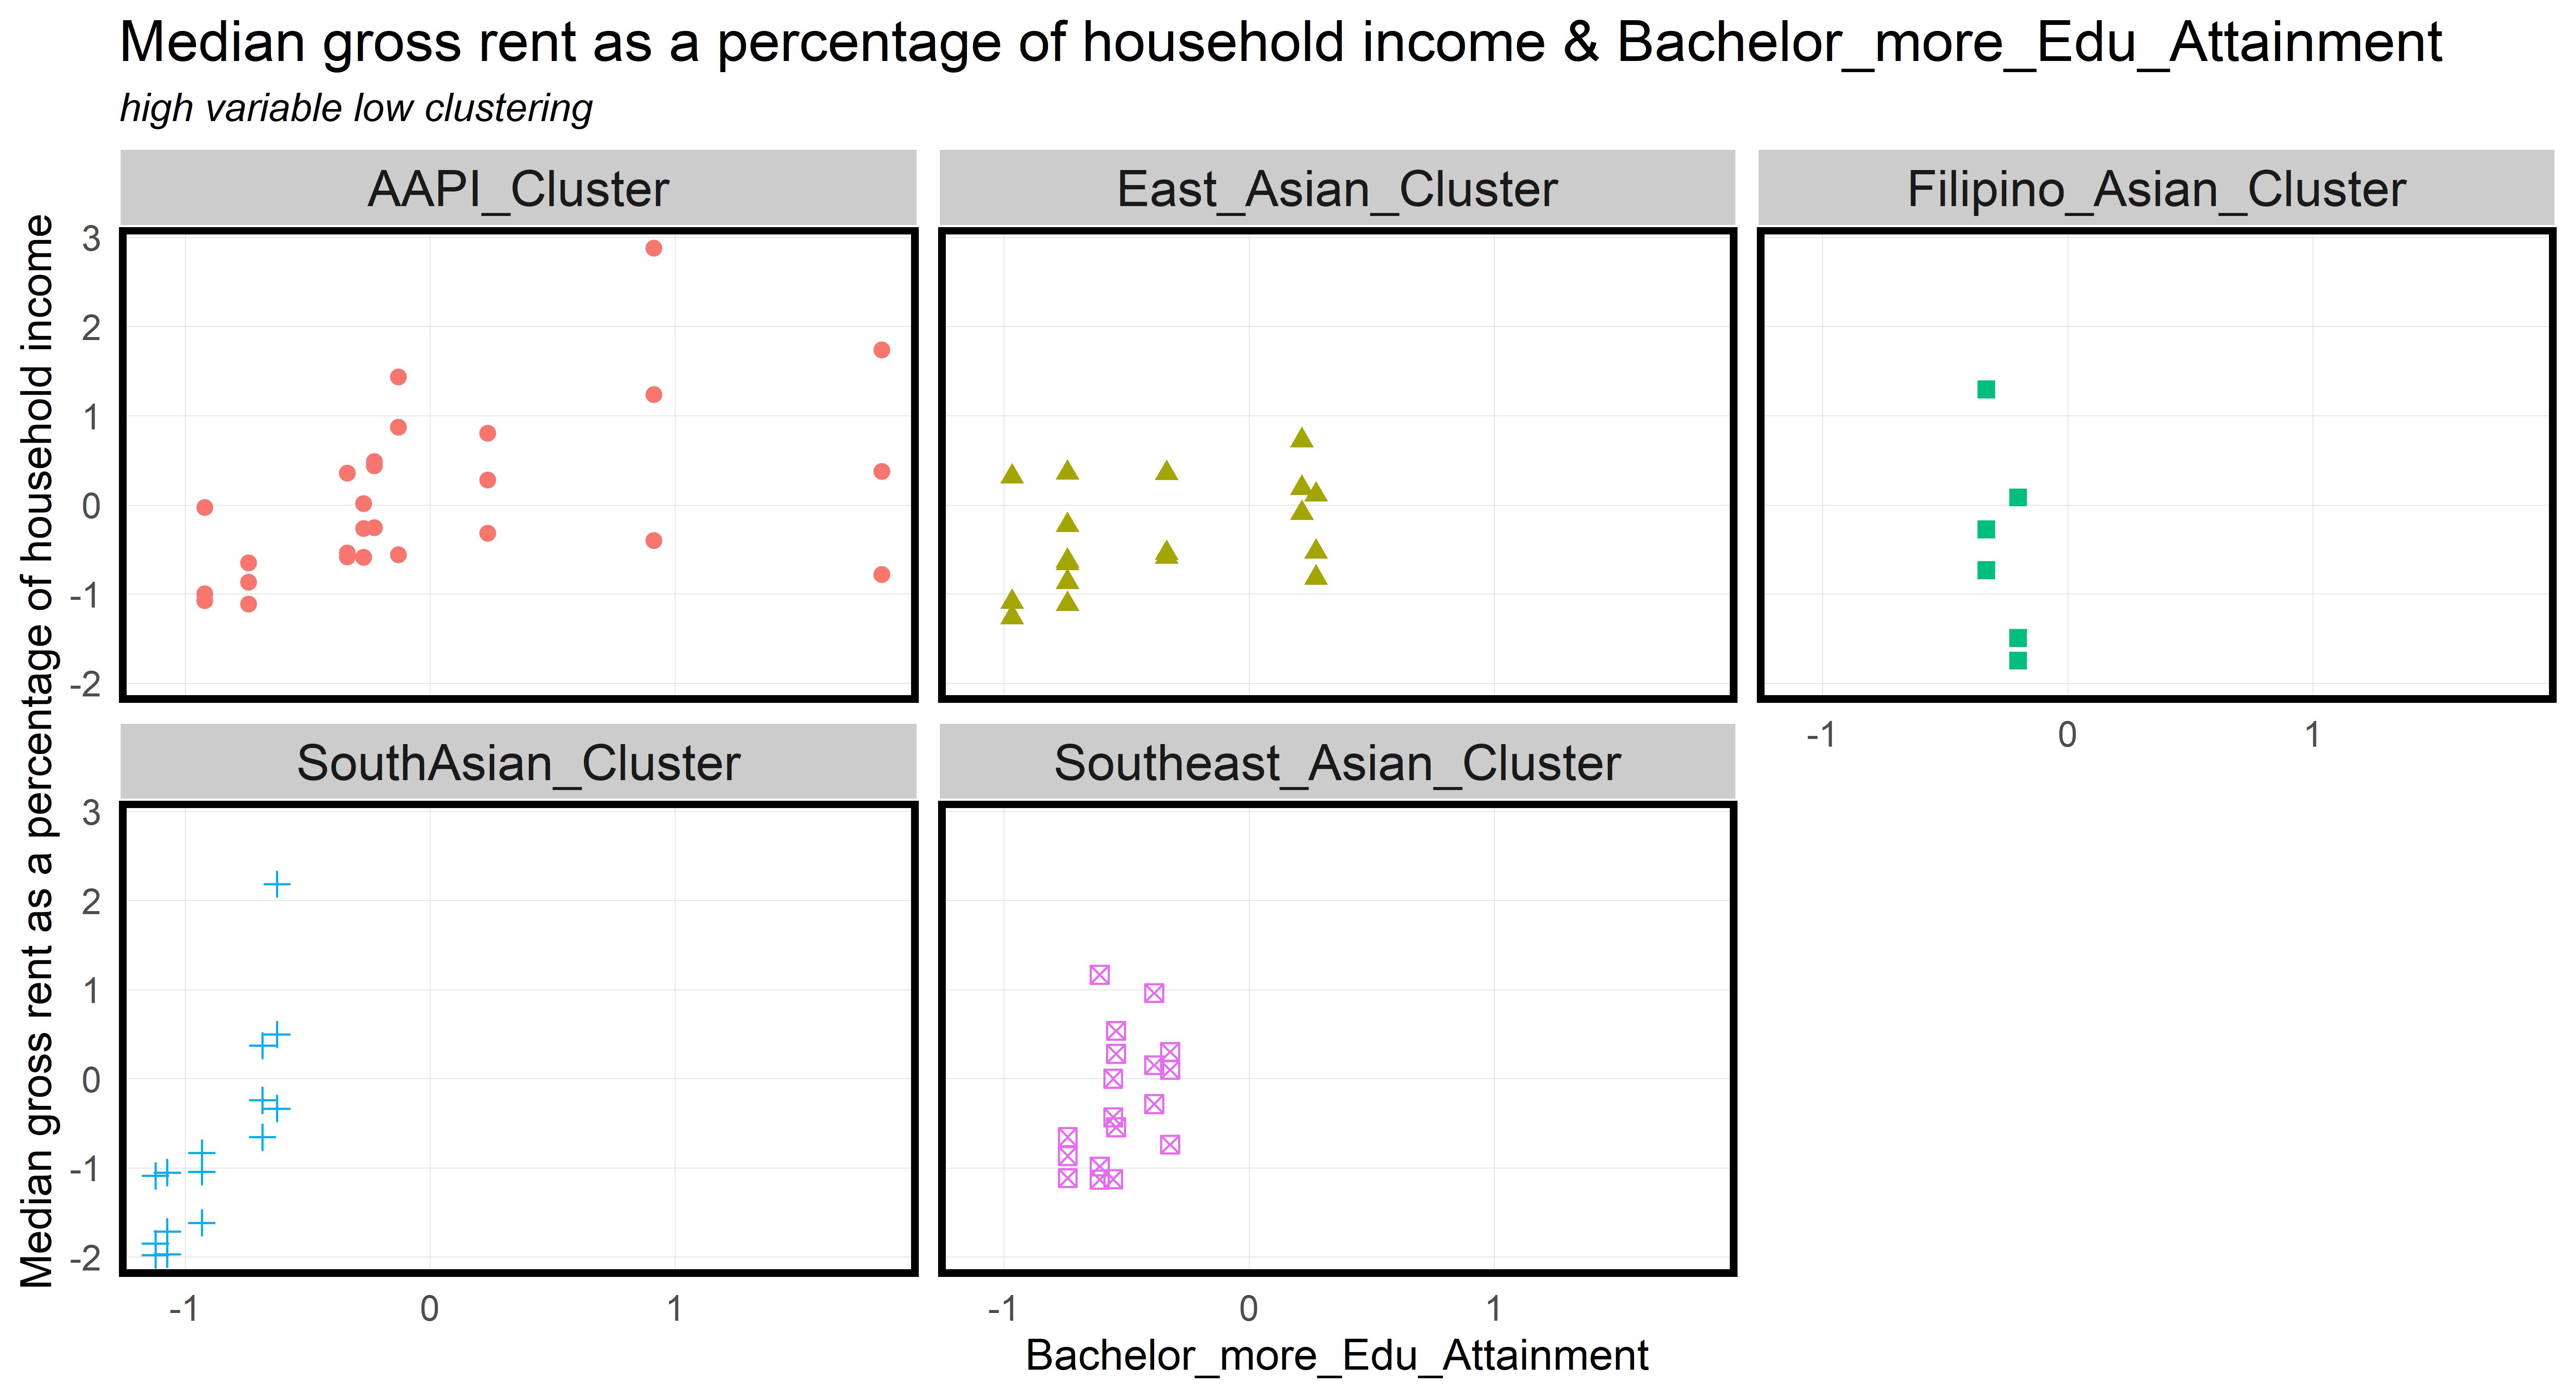 Median gross rent as a percentage of household income & Bachelor_more_Edu_Attainment
high variable low clustering
AAPI_Cluster
East_Asian_Cluster
Filipino_Asian_Cluster
Median gross rent as a percentage of household income
3
2
1
0
-1
-2
-1
0
1
SouthAsian_Cluster
Southeast_Asian_Cluster
3
2
1
0
-1
-2
-1
0
1
-1
0
1
Bachelor_more_Edu_Attainment